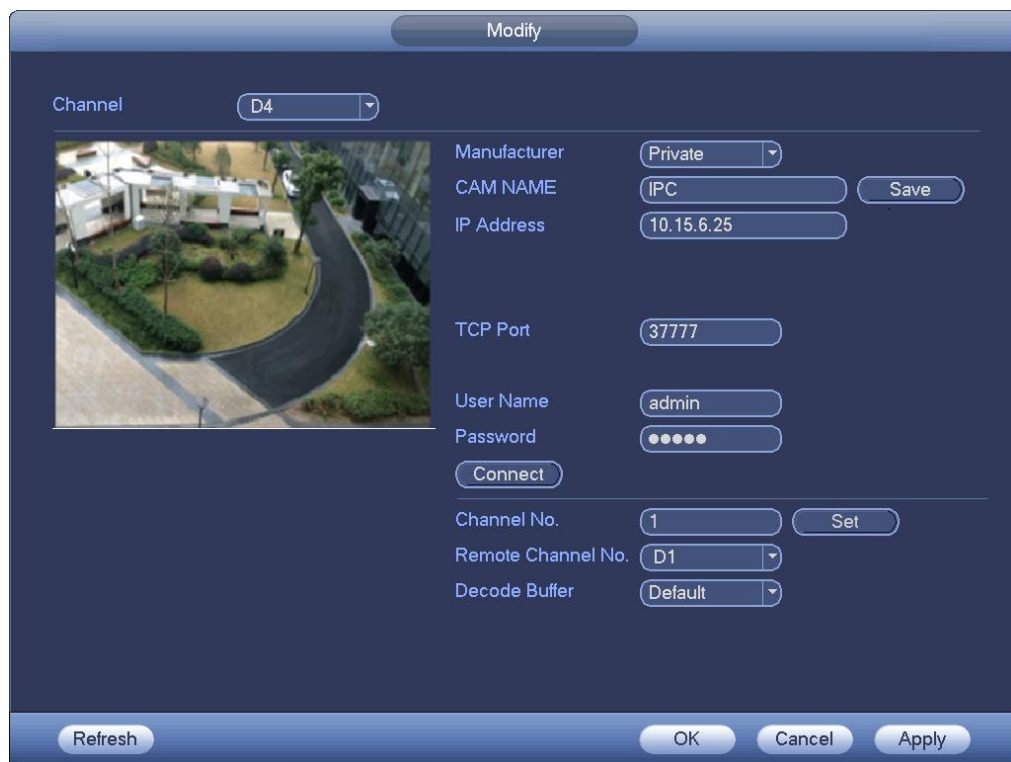 Modify
Channel D4
Manufacturer Private
CAM NAME IPC Save
IP Address 10.15.6.25
TCP Port 37777
User Name admin
Password ●●●●●
Connect
Channel No. 1 Set
Remote Channel No. D1
Decode Buffer Default
Refresh OK Cancel Apply